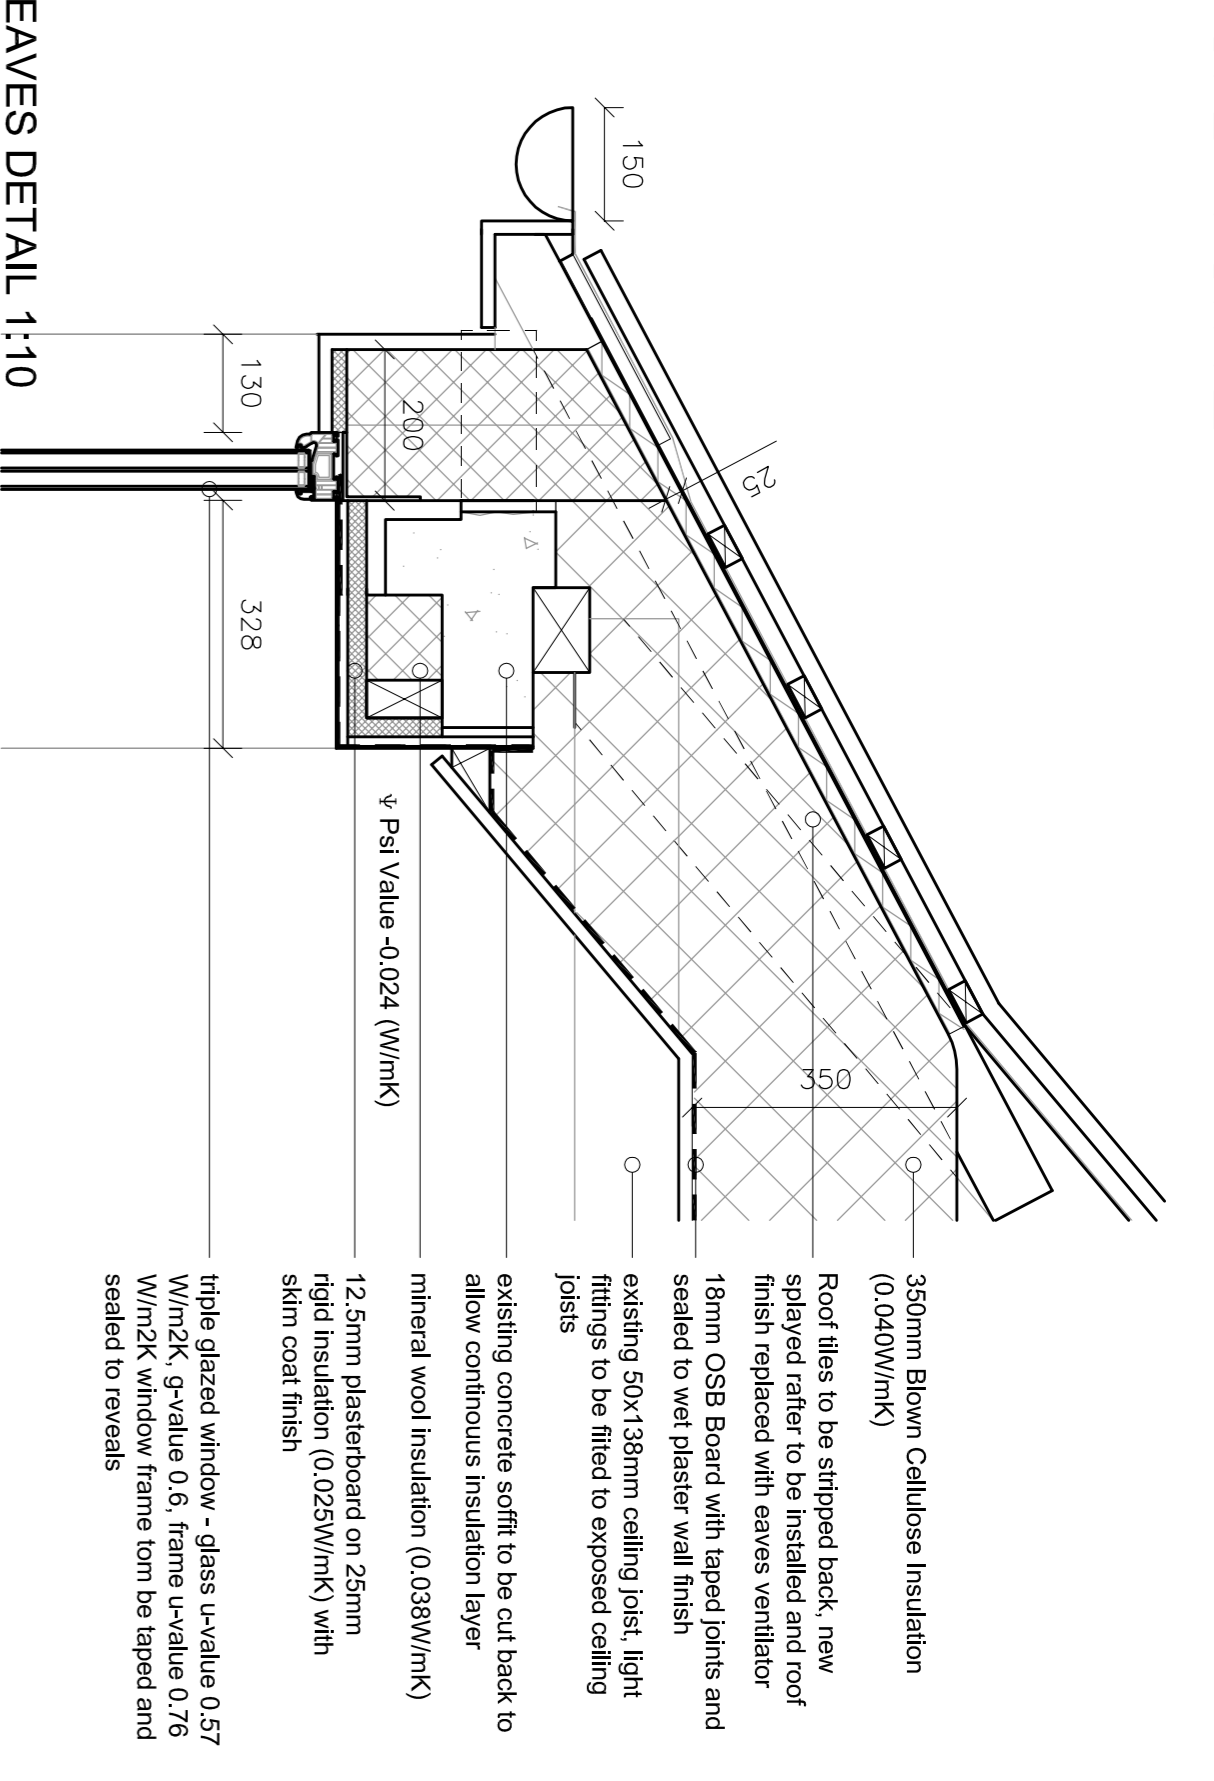 350mm Blown Cellulose Insulation
(0.040W/mK)
Roof tiles to be stripped back, new
splayed rafter to be installed and roof
finish replaced with eaves ventilator
18mm OSB Board with taped joints and
sealed to wet plaster wall finish
existing 50x138mm ceiling joist, light
fittings to be fiited to exposed ceiling
joists
existing concrete soffit to be cut back to
allow continouus insulation layer
mineral wool insulation (0.038W/mK)
12.5mm plasterboard on 25mm
rigid insulation (0.025W/mK) with
skim coat finish
triple glazed window - glass u-value 0.57
W/m2K, g-value 0.6, frame u-value 0.76
W/m2K window frame tom be taped and
sealed to reveals
150
25
350
200
130
328
Ψ Psi Value -0.024 (W/mK)
EAVES DETAIL 1:10